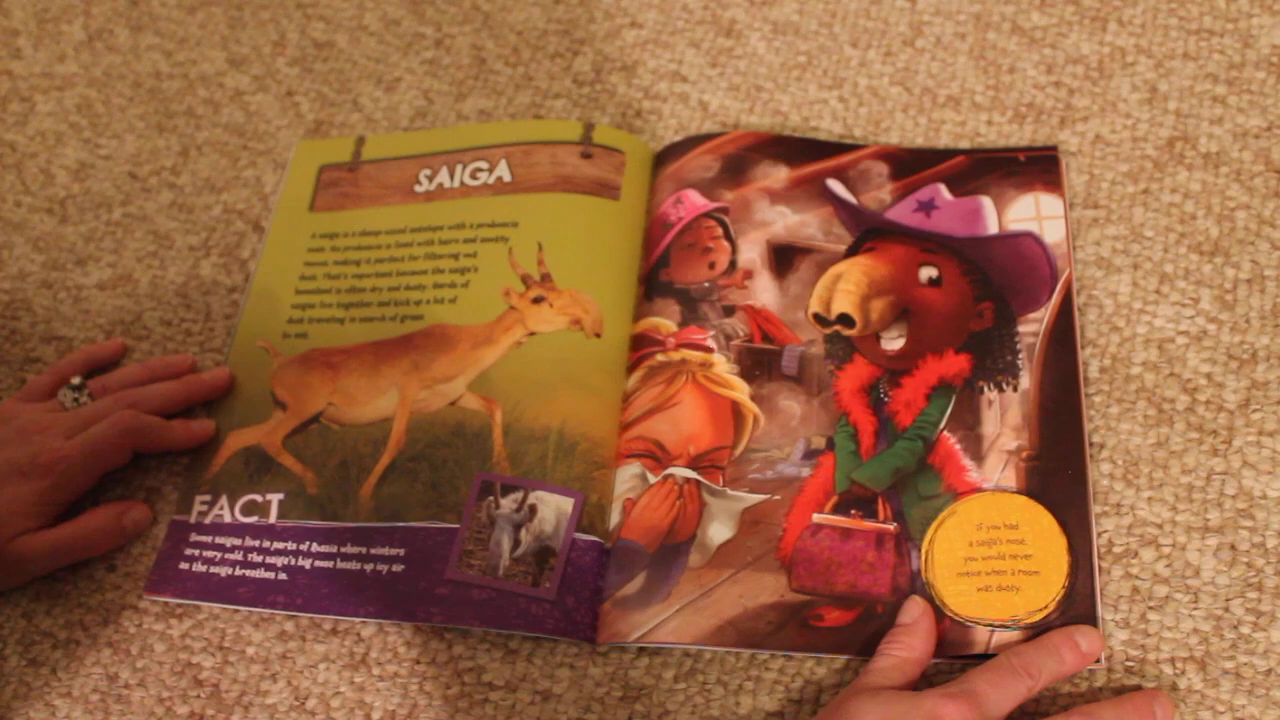 SAIGA
A saiga is a sheep-sized antelope with a proboscis
nose. Its proboscis is lined with hairs and snotty
mucus, making it perfect for filtering out
dust. That's important because the saiga's
homeland is often dry and dusty. Herds of
saigas live together and kick up a lot of
dust traveling in search of grass
to eat.
FACT
Some saigas live in parts of Russia where winters
are very cold. The saiga's big nose heats up icy air
as the saiga breathes in.
If you had
a saiga's nose,
you would never
notice when a room
was dusty.